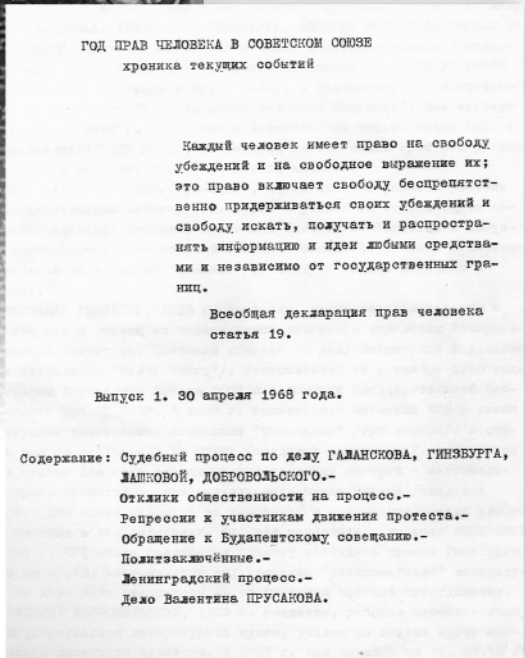 ГОД ПРАВ ЧЕЛОВЕКА В СОВЕТСКОМ СОЮЗЕ
хроника текущих событий
Каждый человек имеет право на свободу
убеждений и на свободное выражение их;
это право включает свободу беспрепятст-
венно придерживаться своих убеждений и
свободу искать, получать и распростра-
нять информацию и идеи любыми средства-
ми и независимо от государственных гра-
ниц.
Всеобщая декларация прав человека
статья 19.
Выпуск 1. 30 апреля 1968 года.
Содержание: Судебный процесс по делу ГАЛАНСКОВА, ГИНЗБУРГА,
ЛАШКОВОЙ, ДОБРОВОЛЬСКОГО.-
Отклики общественности на процесс.-
Репрессии к участникам движения протеста.-
Обращение к Будапештскому совещанию.-
Политзаключённые.-
Ленинградский процесс.-
Дело Валентина ПРУСАКОВА.